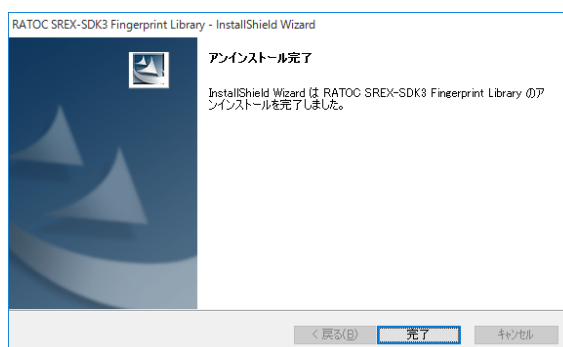 RATOC SREX-SDK3 Fingerprint Library - InstallShield Wizard
アンインストール完了
InstallShield Wizard は RATOC SREX-SDK3 Fingerprint Library のア
ンインストールを完了しました。
< 戻る(B) 完了 キャンセル